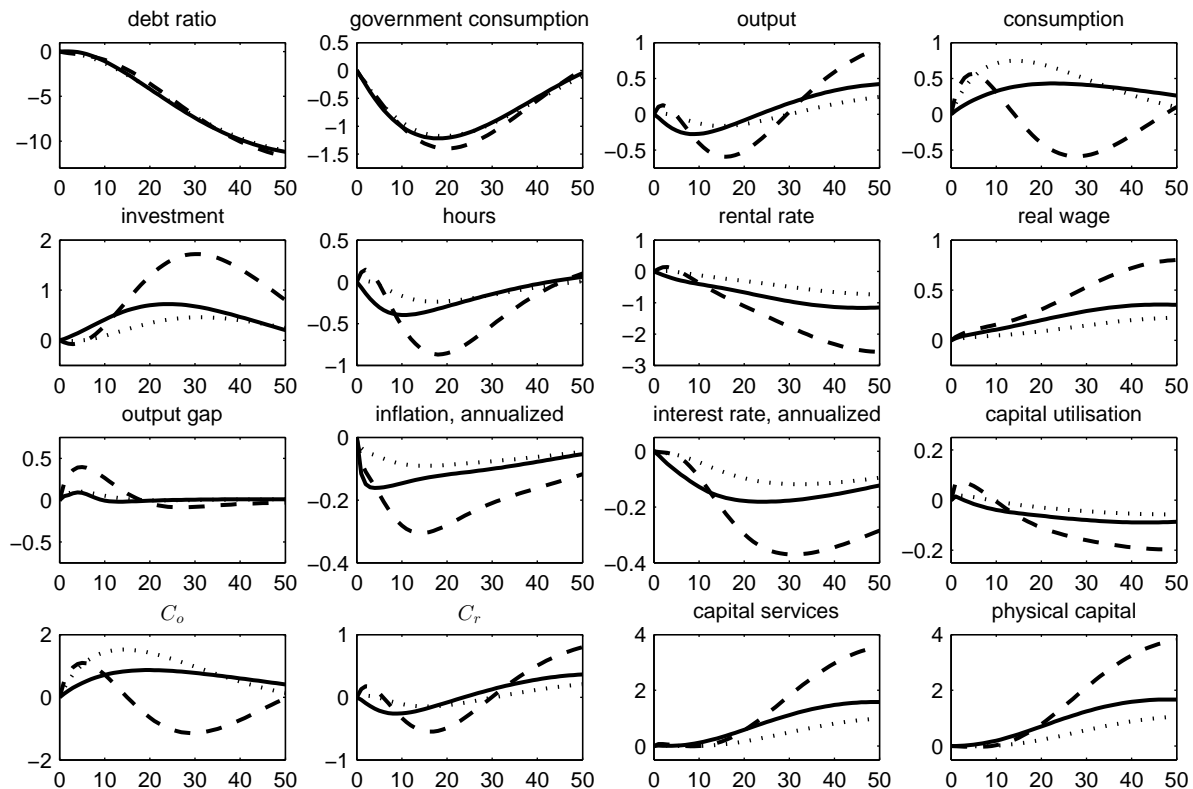 debt ratio
government consumption
output
consumption
0
−5
−10
0 10 20 30 40 50
0.5
0
−0.5
−1.0
−1.5
0 10 20 30 40 50
1
0.5
0
−0.5
0 10 20 30 40 50
1
0.5
0
−0.5
0 10 20 30 40 50
investment
hours
rental rate
real wage
2
1
0
0 10 20 30 40 50
0.5
0
−0.5
−1
0 10 20 30 40 50
1
0
−1
−2
−3
0 10 20 30 40 50
1
0.5
0
0 10 20 30 40 50
output gap
inflation, annualized
interest rate, annualized
capital utilisation
0.5
0
−0.5
0 10 20 30 40 50
0
−0.2
−0.4
0 10 20 30 40 50
0
−0.2
−0.4
0 10 20 30 40 50
0.2
0
−0.2
0 10 20 30 40 50
C_o
C_r
capital services
physical capital
2
0
−2
0 10 20 30 40 50
1
0
−1
0 10 20 30 40 50
4
2
0
0 10 20 30 40 50
4
2
0
0 10 20 30 40 50